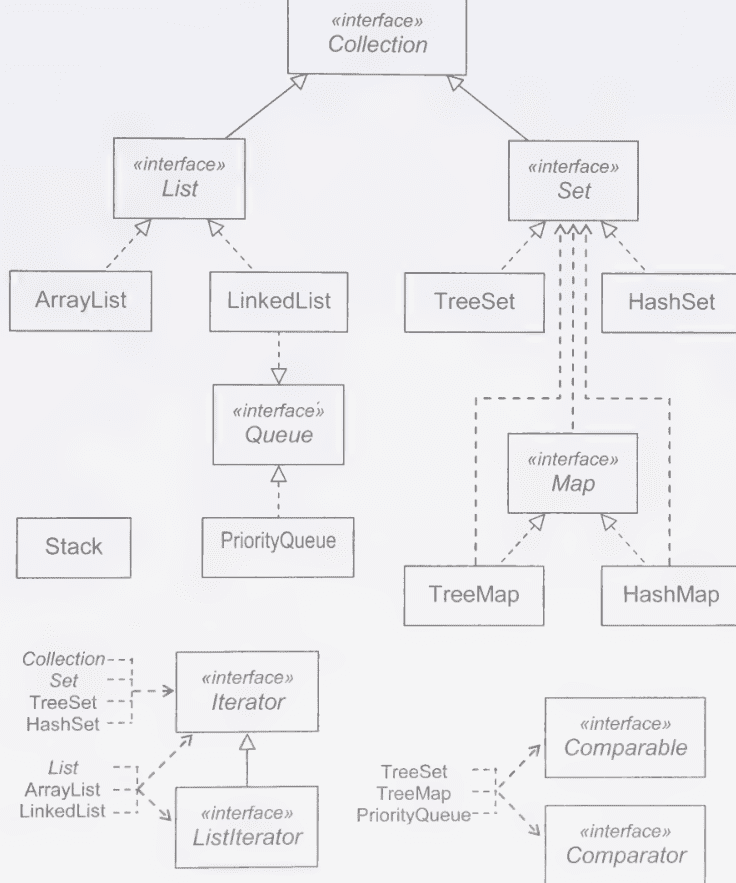 «interface»
Collection
«interface»
List
«interface»
Set
ArrayList
LinkedList
TreeSet
HashSet
«interface»
Queue
«interface»
Map
Stack
PriorityQueue
TreeMap
HashMap
Collection
Set
TreeSet
HashSet
«interface»
Iterator
List
ArrayList
LinkedList
«interface»
ListIterator
TreeSet
TreeMap
PriorityQueue
«interface»
Comparable
«interface»
Comparator